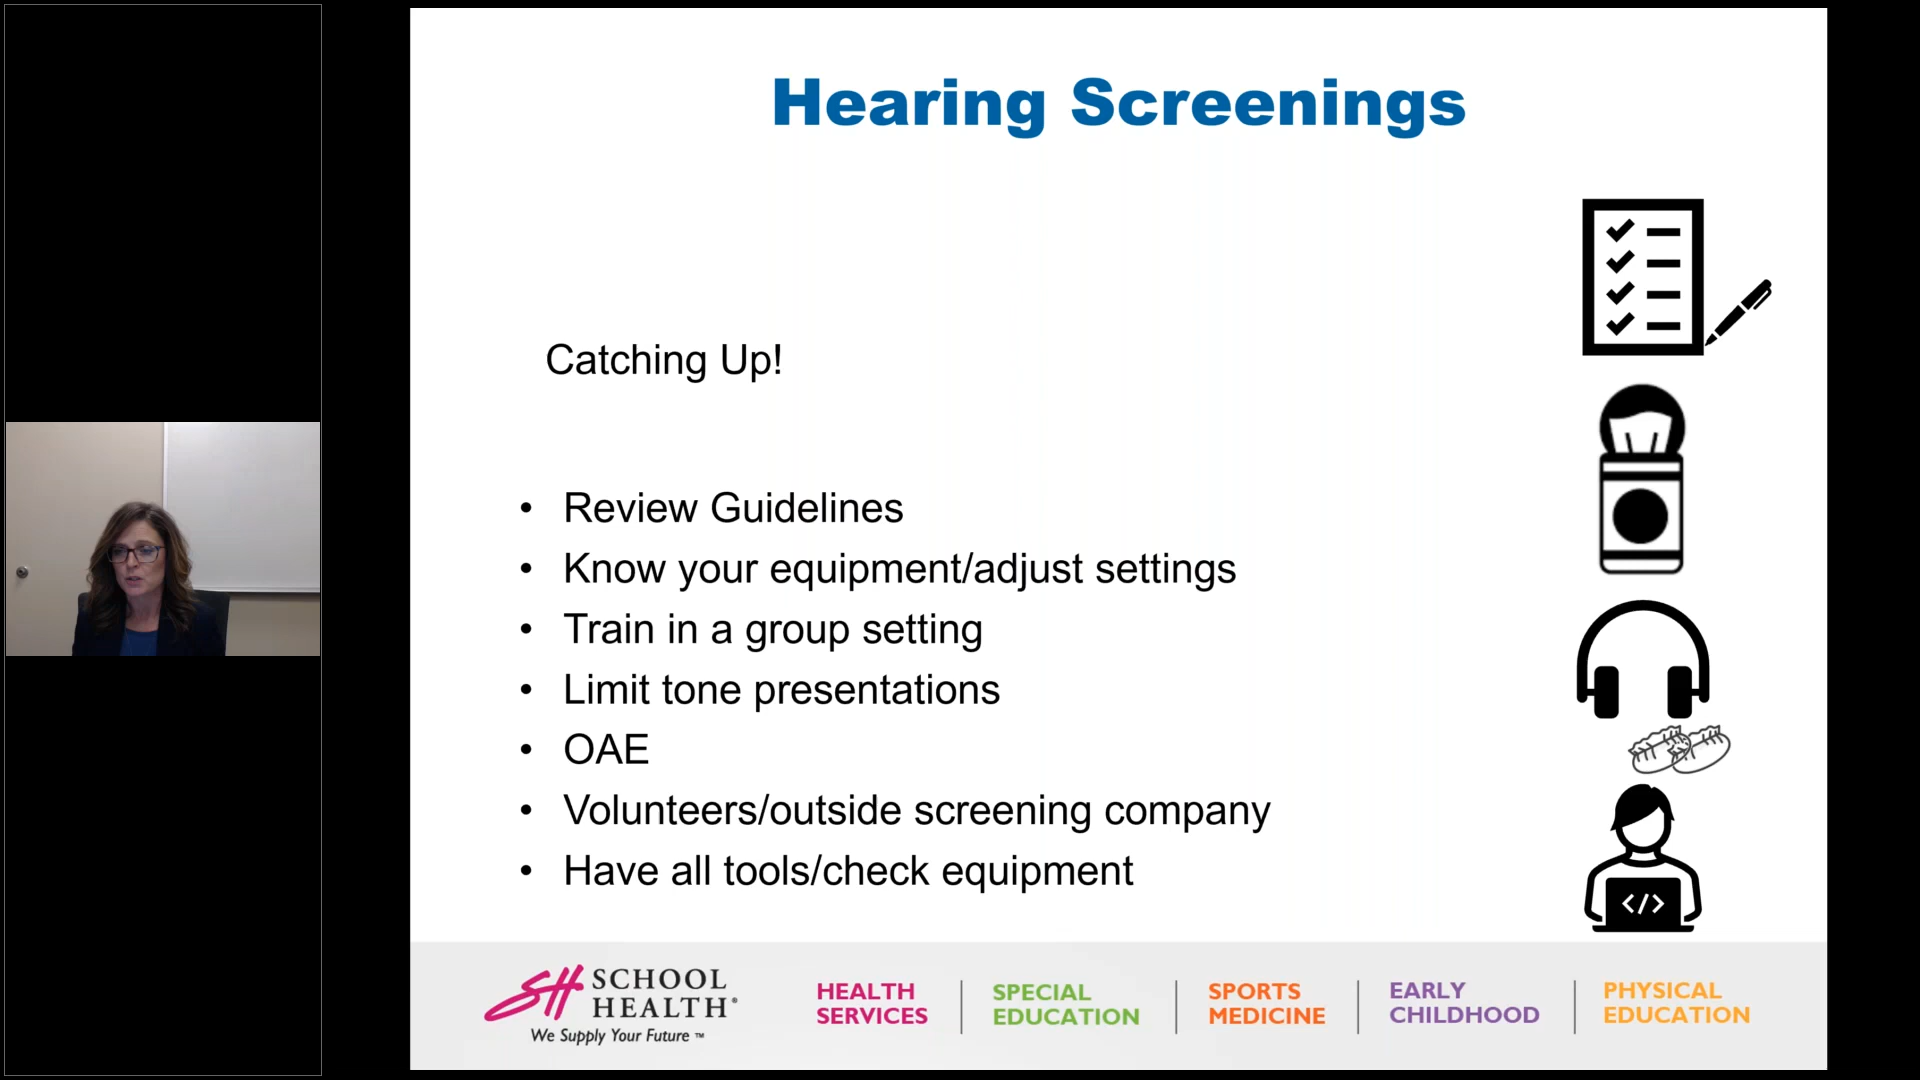 Hearing Screenings
Catching Up!
• Review Guidelines
• Know your equipment/adjust settings
• Train in a group setting
• Limit tone presentations
• OAE
• Volunteers/outside screening company
• Have all tools/check equipment
</>
SH SCHOOL
HEALTH®
We Supply Your Future ™
HEALTH
SERVICES
SPECIAL
EDUCATION
SPORTS
MEDICINE
EARLY
CHILDHOOD
PHYSICAL
EDUCATION